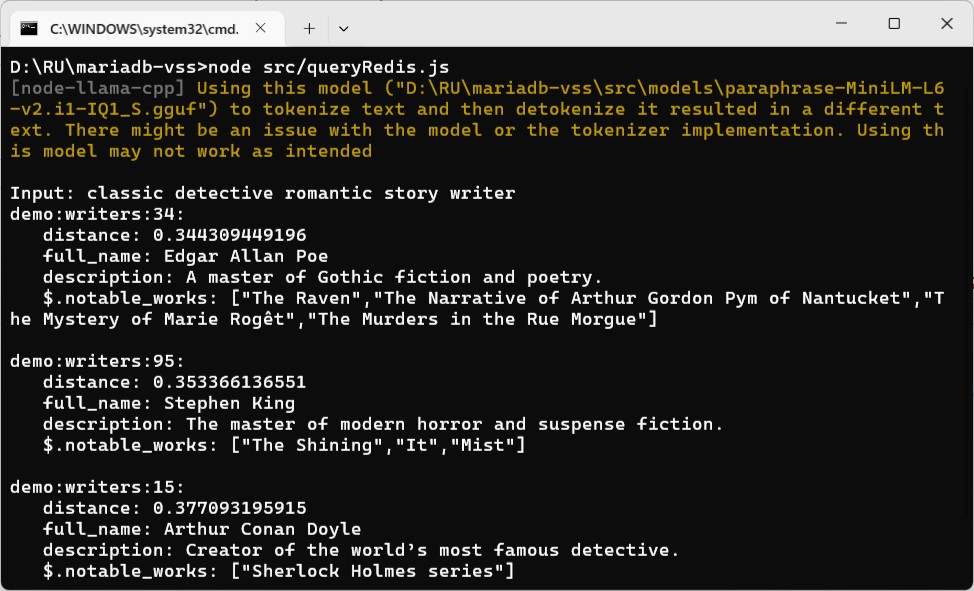 C:\WINDOWS\system32\cmd.
D:\RU\mariadb-vss>node src/queryRedis.js
[node-llama-cpp] Using this model ("D:\RU\mariadb-vss\src\models\paraphrase-MiniLM-L6
-v2.i1-IQ1_S.gguf") to tokenize text and then detokenize it resulted in a different t
ext. There might be an issue with the model or the tokenizer implementation. Using th
is model may not work as intended
Input: classic detective romantic story writer
demo:writers:34:
distance: 0.344309449196
full_name: Edgar Allan Poe
description: A master of Gothic fiction and poetry.
$.notable_works: ["The Raven","The Narrative of Arthur Gordon Pym of Nantucket","T
he Mystery of Marie Rogêt","The Murders in the Rue Morgue"]
demo:writers:95:
distance: 0.353366136551
full_name: Stephen King
description: The master of modern horror and suspense fiction.
$.notable_works: ["The Shining","It","Mist"]
demo:writers:15:
distance: 0.377093195915
full_name: Arthur Conan Doyle
description: Creator of the world’s most famous detective.
$.notable_works: ["Sherlock Holmes series"]